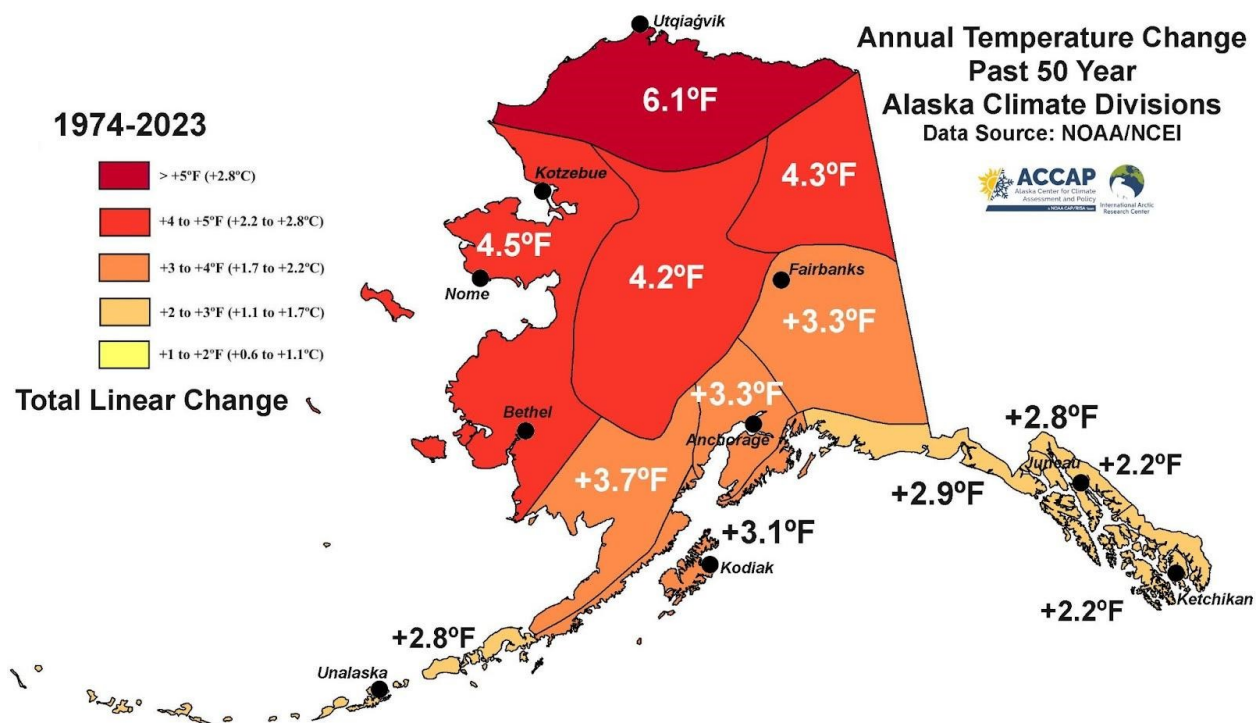 Annual Temperature Change
Past 50 Year
Alaska Climate Divisions
Data Source: NOAA/NCEI
ACCAP
Alaska Center for Climate
Assessment and Policy
A NOAA CAP/RISA Team
International Arctic
Research Center
1974-2023
> +5ºF (+2.8ºC)
+4 to +5ºF (+2.2 to +2.8ºC)
+3 to +4ºF (+1.7 to +2.2ºC)
+2 to +3ºF (+1.1 to +1.7ºC)
+1 to +2ºF (+0.6 to +1.1ºC)
Total Linear Change
Utqiaġvik
6.1ºF
Kotzebue
4.3ºF
4.5ºF
Nome
4.2ºF
Fairbanks
+3.3ºF
+3.3ºF
Bethel
Anchorage
+3.7ºF
+2.8ºF
Juneau
+2.2ºF
+2.9ºF
+3.1ºF
Kodiak
Ketchikan
+2.2ºF
+2.8ºF
Unalaska